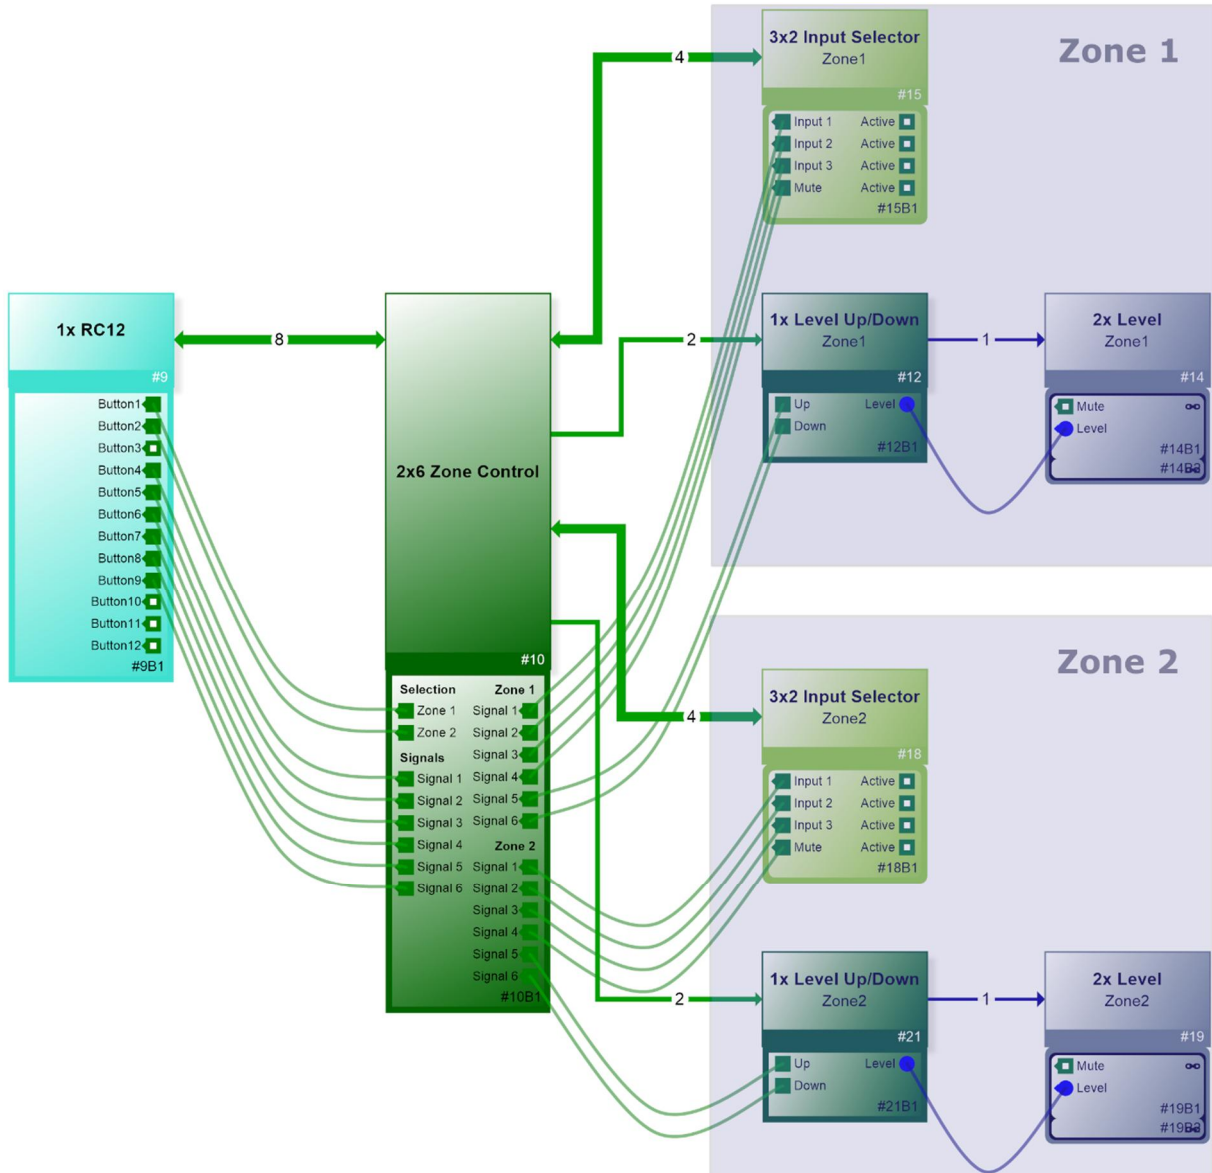 Zone 1
3x2 Input Selector
Zone1
#15
Input 1 Active
Input 2 Active
Input 3 Active
Mute Active
#15B1
4
1x RC12
#9
Button1
Button2
Button3
Button4
Button5
Button6
Button7
Button8
Button9
Button10
Button11
Button12
#9B1
8
2x6 Zone Control
#10
Selection Zone 1
Zone 1 Signal 1
Zone 2 Signal 2
Signals Signal 3
Signal 1 Signal 4
Signal 2 Signal 5
Signal 3 Signal 6
Signal 4 Zone 2
Signal 5 Signal 1
Signal 6 Signal 2
Signal 3
Signal 4
Signal 5
Signal 6
#10B1
2
1x Level Up/Down
Zone1
#12
Up Level
Down
#12B1
1
2x Level
Zone1
#14
Mute
Level
#14B1
Zone 2
4
3x2 Input Selector
Zone2
#18
Input 1 Active
Input 2 Active
Input 3 Active
Mute Active
#18B1
2
1x Level Up/Down
Zone2
#21
Up Level
Down
#21B1
1
2x Level
Zone2
#19
Mute
Level
#19B1